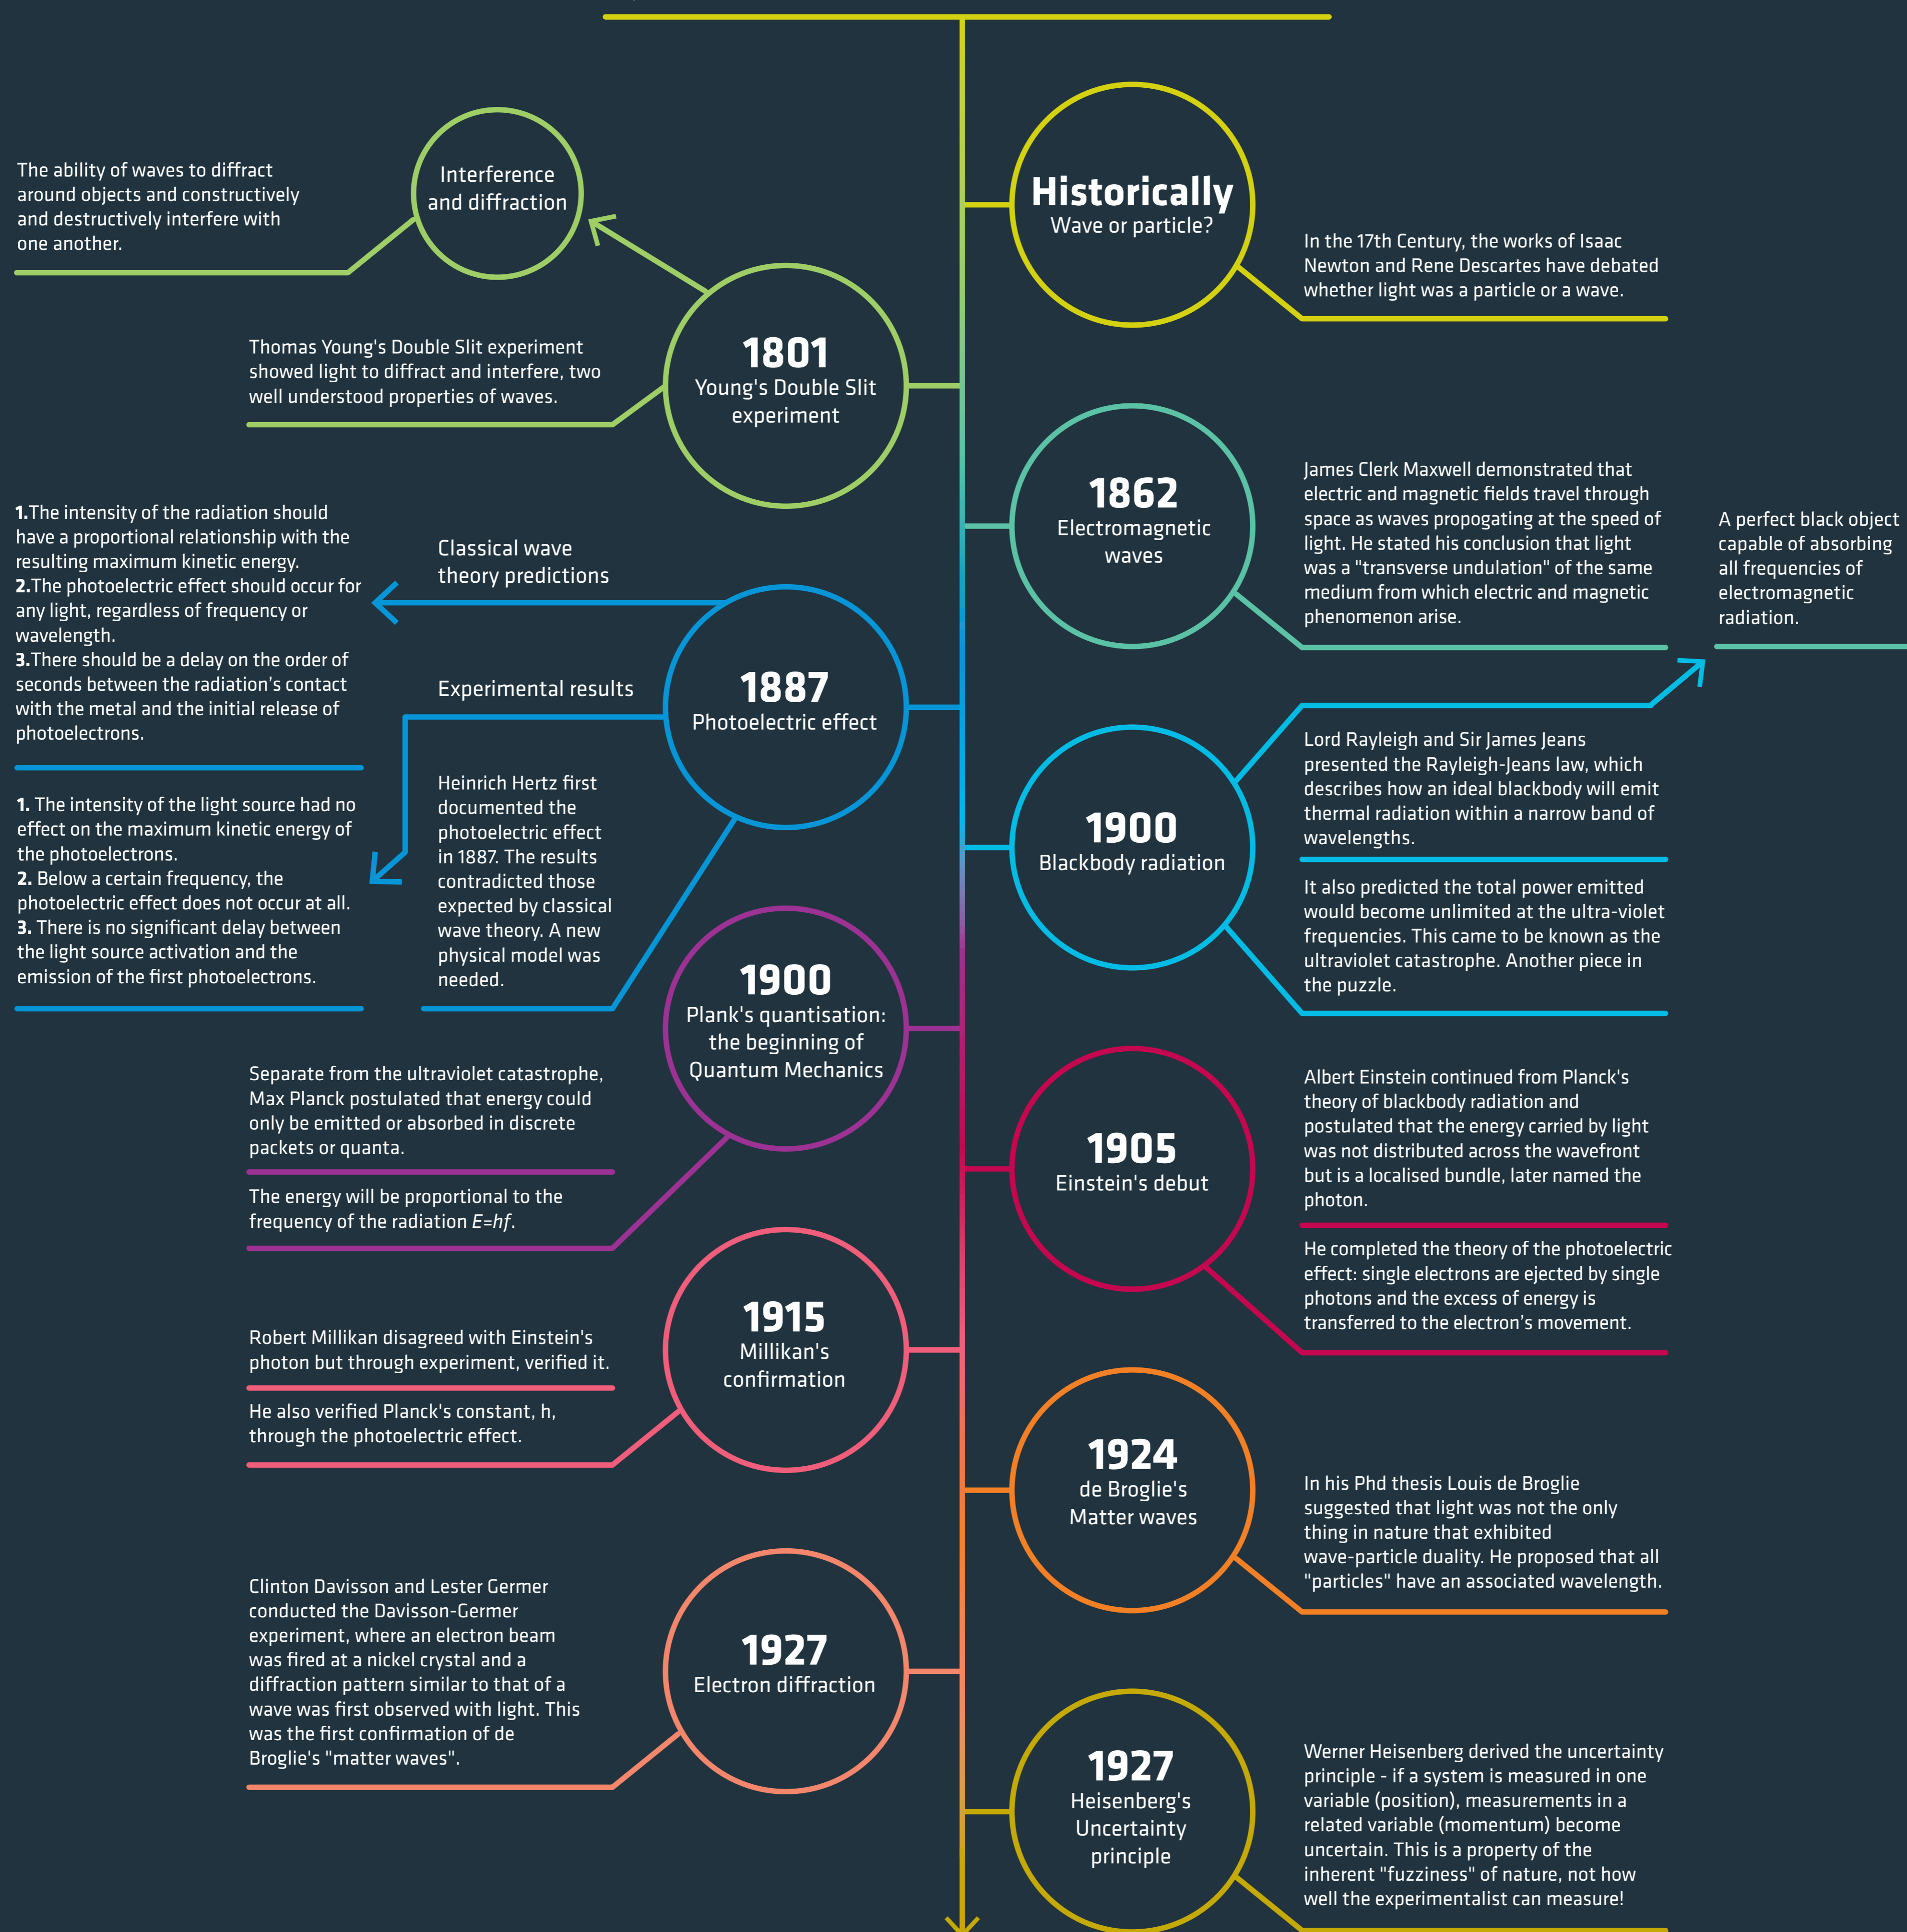 Historically
Wave or particle?
In the 17th Century, the works of Isaac
Newton and Rene Descartes have debated
whether light was a particle or a wave.
Interference
and diffraction
The ability of waves to diffract
around objects and constructively
and destructively interfere with
one another.
1801
Young's Double Slit
experiment
Thomas Young's Double Slit experiment
showed light to diffract and interfere, two
well understood properties of waves.
1862
Electromagnetic
waves
James Clerk Maxwell demonstrated that
electric and magnetic fields travel through
space as waves propogating at the speed of
light. He stated his conclusion that light
was a "transverse undulation" of the same
medium from which electric and magnetic
phenomenon arise.
A perfect black object
capable of absorbing
all frequencies of
electromagnetic
radiation.
1887
Photoelectric effect
Classical wave
theory predictions
1.The intensity of the radiation should
have a proportional relationship with the
resulting maximum kinetic energy.
2.The photoelectric effect should occur for
any light, regardless of frequency or
wavelength.
3.There should be a delay on the order of
seconds between the radiation’s contact
with the metal and the initial release of
photoelectrons.
Experimental results
1. The intensity of the light source had no
effect on the maximum kinetic energy of
the photoelectrons.
2. Below a certain frequency, the
photoelectric effect does not occur at all.
3. There is no significant delay between
the light source activation and the
emission of the first photoelectrons.
Heinrich Hertz first
documented the
photoelectric effect
in 1887. The results
contradicted those
expected by classical
wave theory. A new
physical model was
needed.
1900
Blackbody radiation
Lord Rayleigh and Sir James Jeans
presented the Rayleigh-Jeans law, which
describes how an ideal blackbody will emit
thermal radiation within a narrow band of
wavelengths.
It also predicted the total power emitted
would become unlimited at the ultra-violet
frequencies. This came to be known as the
ultraviolet catastrophe. Another piece in
the puzzle.
1900
Plank's quantisation:
the beginning of
Quantum Mechanics
Separate from the ultraviolet catastrophe,
Max Planck postulated that energy could
only be emitted or absorbed in discrete
packets or quanta.
The energy will be proportional to the
frequency of the radiation E=hf.
1905
Einstein's debut
Albert Einstein continued from Planck's
theory of blackbody radiation and
postulated that the energy carried by light
was not distributed across the wavefront
but is a localised bundle, later named the
photon.
He completed the theory of the photoelectric
effect: single electrons are ejected by single
photons and the excess of energy is
transferred to the electron’s movement.
1915
Millikan's
confirmation
Robert Millikan disagreed with Einstein's
photon but through experiment, verified it.
He also verified Planck's constant, h,
through the photoelectric effect.
1924
de Broglie's
Matter waves
In his Phd thesis Louis de Broglie
suggested that light was not the only
thing in nature that exhibited
wave-particle duality. He proposed that all
"particles" have an associated wavelength.
1927
Electron diffraction
Clinton Davisson and Lester Germer
conducted the Davisson-Germer
experiment, where an electron beam
was fired at a nickel crystal and a
diffraction pattern similar to that of a
wave was first observed with light. This
was the first confirmation of de
Broglie's "matter waves".
1927
Heisenberg's
Uncertainty
principle
Werner Heisenberg derived the uncertainty
principle - if a system is measured in one
variable (position), measurements in a
related variable (momentum) become
uncertain. This is a property of the
inherent "fuzziness" of nature, not how
well the experimentalist can measure!